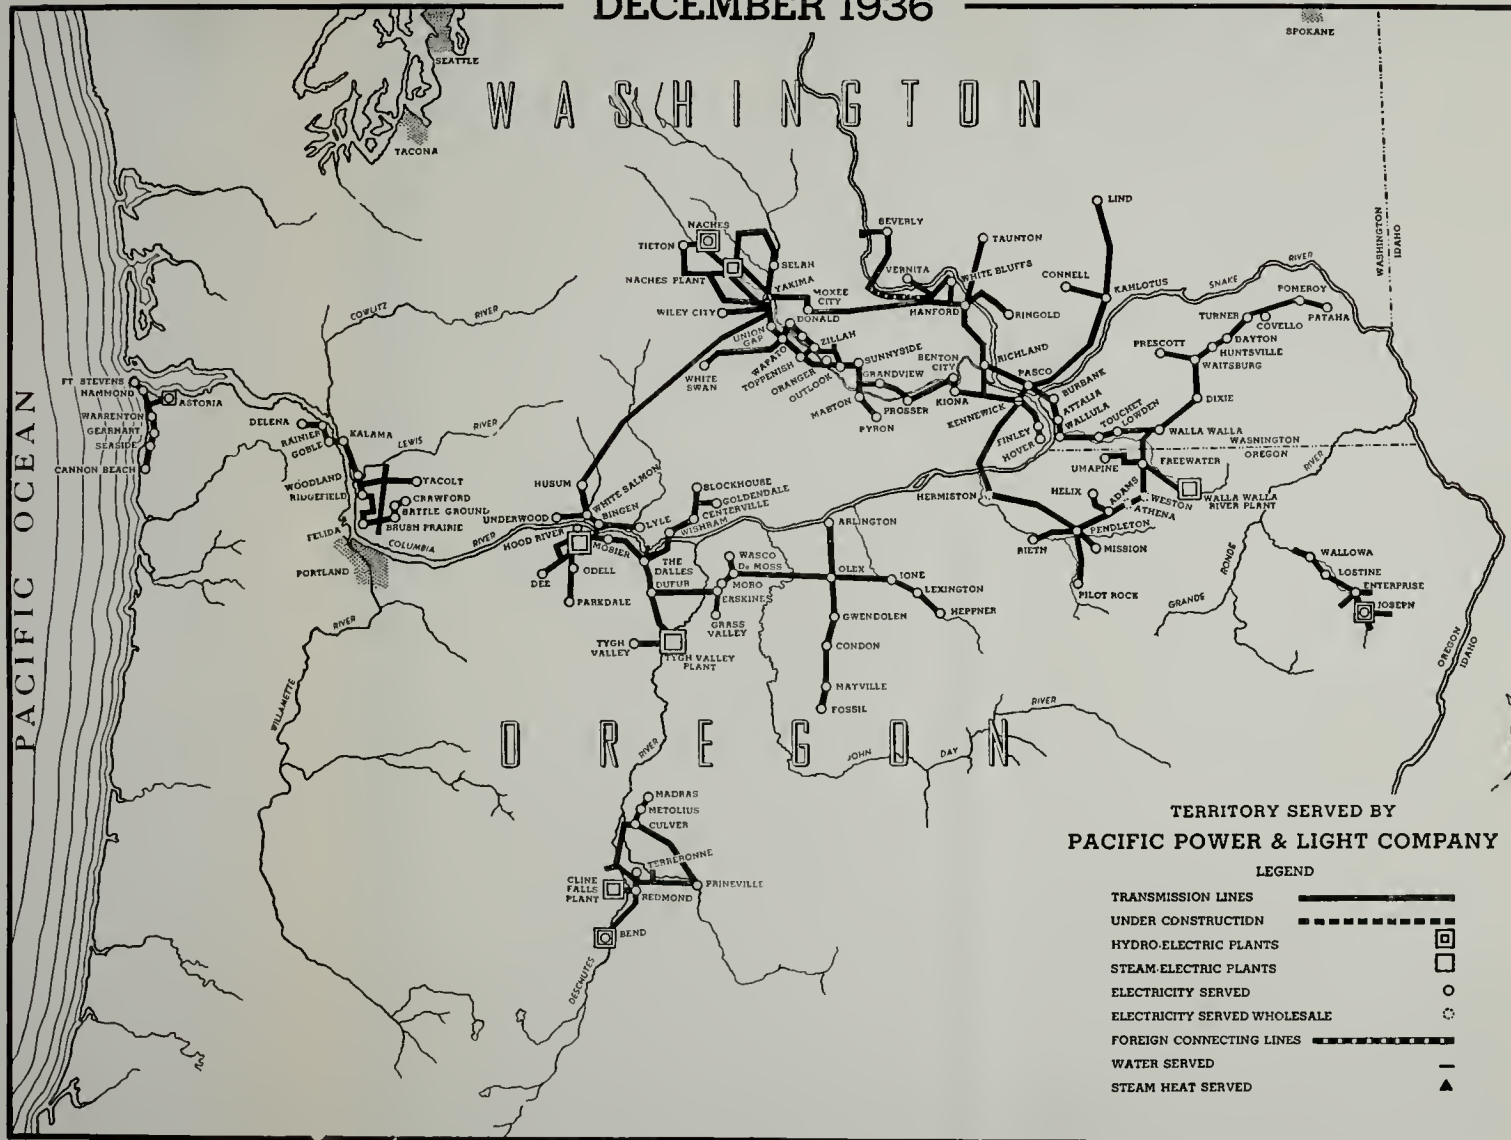 DECEMBER 1936
SPOKANE
SEATTLE
WASHINGTON
TACONA
WASHINGTON
IDAHO
LIND
BEVERLY
NACHES
TIETON
TAUNTON
SELAH
VERNITA
WHITE BLUFFS
CONNELL
SNAKE
RIVER
NACHES PLANT
YAKIMA
MOXEE
CITY
KAHLOTUS
POMEROY
COWLITZ
RIVER
WILEY CITY
DONALD
HANFORD
RINGOLD
TURNER
COVELLO
PATAHA
UNION
GAP
ZILLAH
DAYTON
HUNTSVILLE
PRESCOTT
WAITSBURG
WAPATO
TOPPENISH
SUNNYSIDE
BENTON
CITY
RICHLAND
WHITE
SWAN
GRANGER
OUTLOOK
GRANDVIEW
PASCO
BURBANK
FT STEVENS
HAMMOND
ASTORIA
MABTON
PROSSER
KIONA
ATTALIA
DIXIE
WARRENTON
GEARHART
SEASIDE
CANNON BEACH
DELENA
RAINIER
GOBLE
KALAMA
LEWIS
RIVER
PYRON
KENNEWICK
FINLEY
HOVER
WALLULA
TOUCHET
LOWDEN
WALLA WALLA
WASHINGTON
OREGON
RIVER
UMAPINE
FREEWATER
WOODLAND
RIDGEFIELD
YACOLT
HUSUM
WHITE SALMON
BINGEN
BLOCKHOUSE
GOLDENDALE
CENTERVILLE
HERMISTON
HELIX
ADAMS
WESTON
ATHENA
WALLA WALLA
RIVER PLANT
CRAWFORD
BATTLE GROUND
BRUSH PRAIRIE
UNDERWOOD
LYLE
WISHRAM
ARLINGTON
PENDLETON
FELIDA
COLUMBIA
RIVER
HOOD RIVER
MOSIER
RIETH
MISSION
PORTLAND
ODELL
DEE
THE
DALLES
WASCO
DE MOSS
OLEX
IONE
WALLOWA
LOSTINE
PARKDALE
DUFUR
MORO
ERSKINES
LEXINGTON
PILOT ROCK
GRANDE
RONDE
ENTERPRISE
JOSEPH
GRASS
VALLEY
GWENDOLEN
HEPPNER
RIVER
TYGH
VALLEY
TYGH VALLEY
PLANT
CONDON
OREGON
IDAHO
MAYVILLE
WILLAMETTE
FOSSIL
RIVER
PACIFIC OCEAN
OREGON
RIVER
JOHN
DAY
MADRAS
METOLIUS
CULVER
TERREBONNE
CLINE
FALLS
PLANT
PRINEVILLE
REDMOND
BEND
DESCHUTES
TERRITORY SERVED BY
PACIFIC POWER & LIGHT COMPANY
LEGEND
TRANSMISSION LINES
UNDER CONSTRUCTION
HYDRO-ELECTRIC PLANTS
STEAM-ELECTRIC PLANTS
ELECTRICITY SERVED
ELECTRICITY SERVED WHOLESALE
FOREIGN CONNECTING LINES
WATER SERVED
STEAM HEAT SERVED